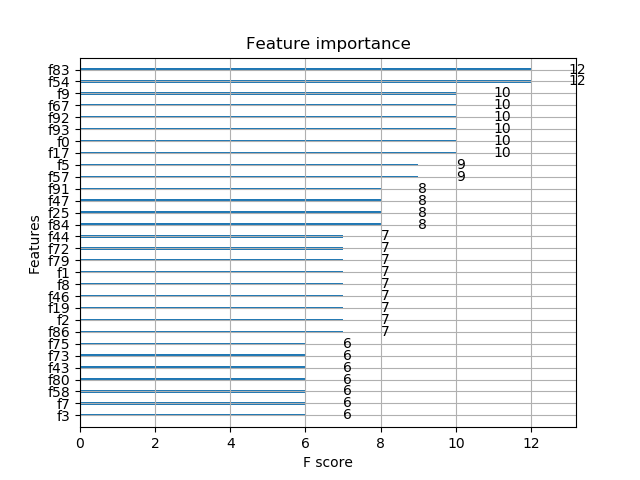 Feature importance
f83 12
f54 12
f9 10
f67 10
f92 10
f93 10
f0 10
f17 10
f5 9
f57 9
f91 8
f47 8
f25 8
f84 8
f44 7
f72 7
f79 7
f1 7
f8 7
f46 7
f19 7
f2 7
f86 7
f75 6
f73 6
f43 6
f80 6
f58 6
f7 6
f3 6
Features
0 2 4 6 8 10 12
F score